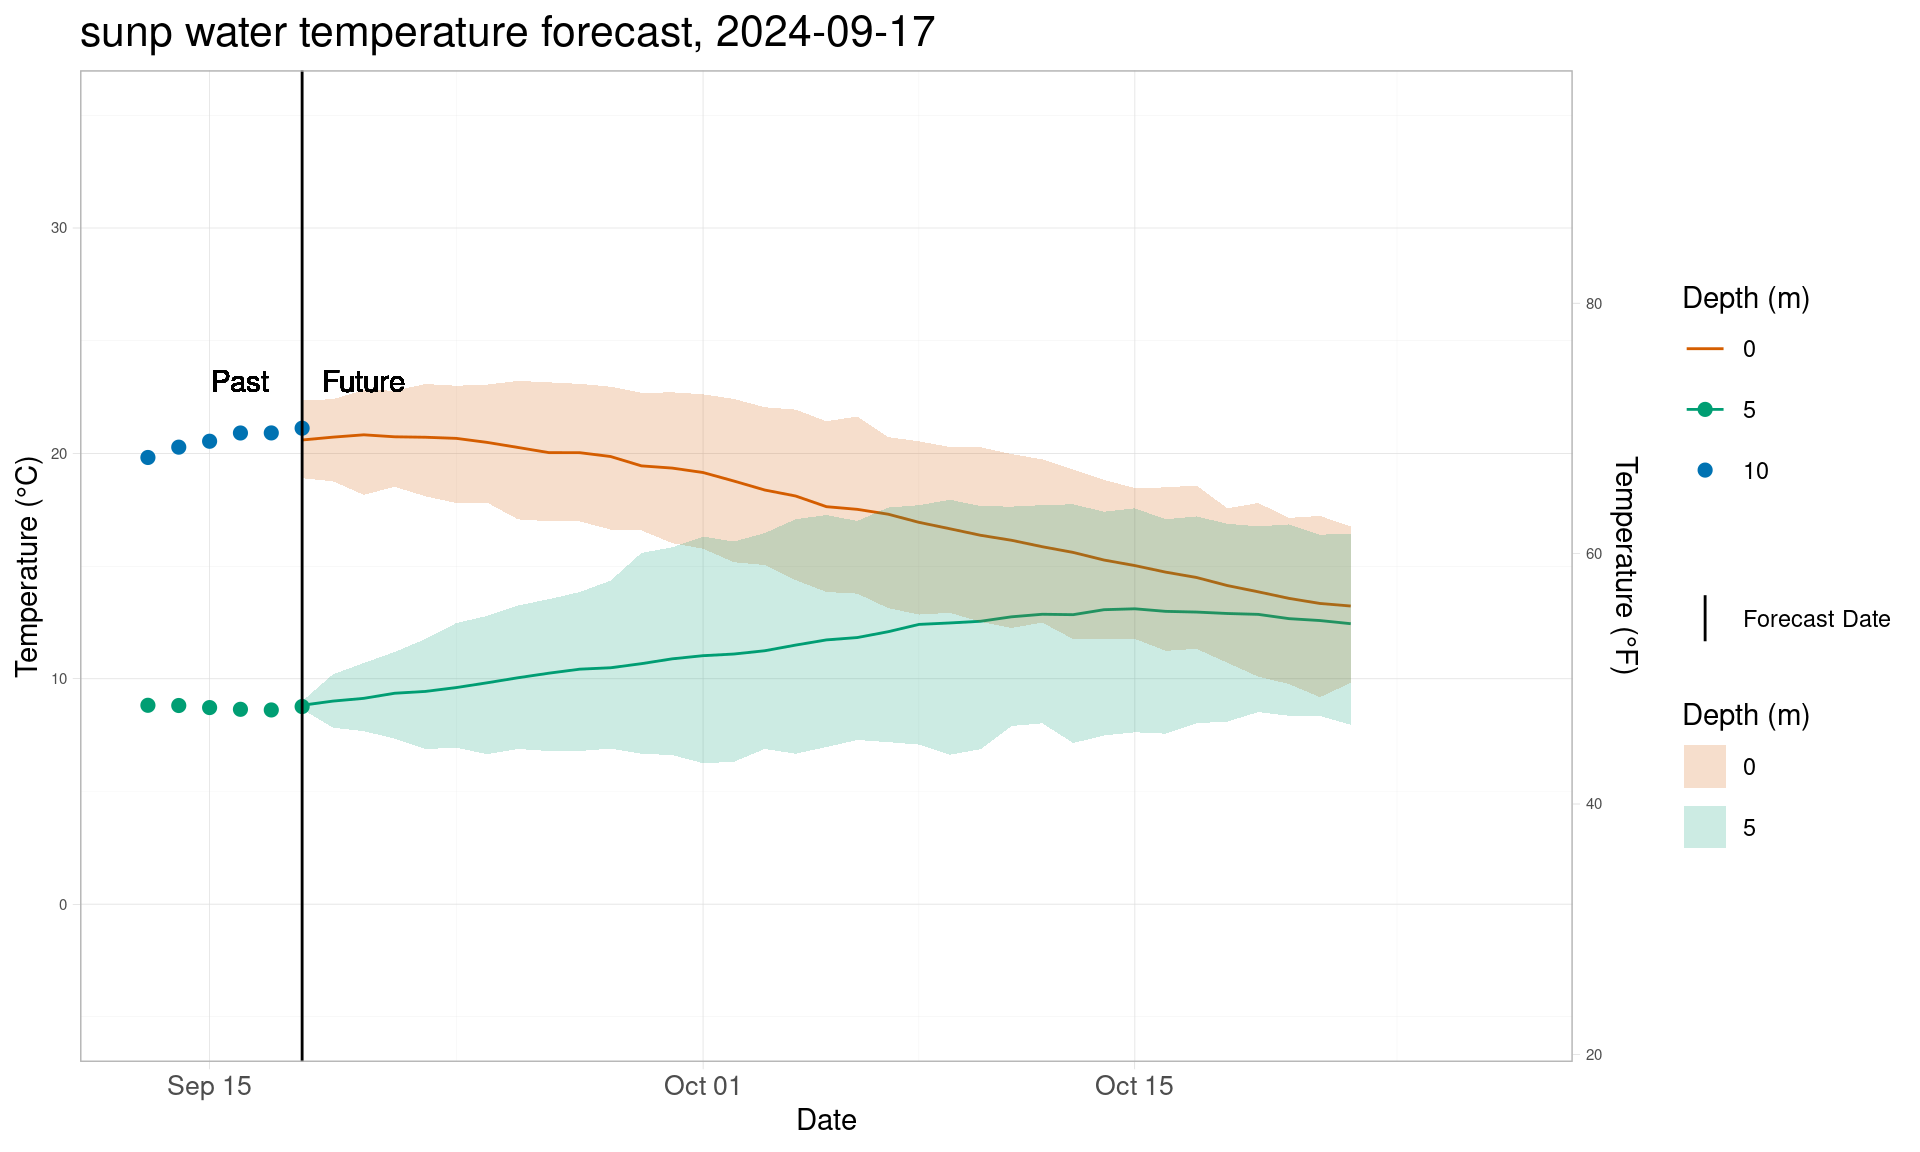 sunp water temperature forecast, 2024-09-17
Past
Future
30
20
10
0
Temperature (°C)
80
60
40
20
Temperature (°F)
Sep 15
Oct 01
Oct 15
Date
Depth (m)
0
5
10
Forecast Date
Depth (m)
0
5